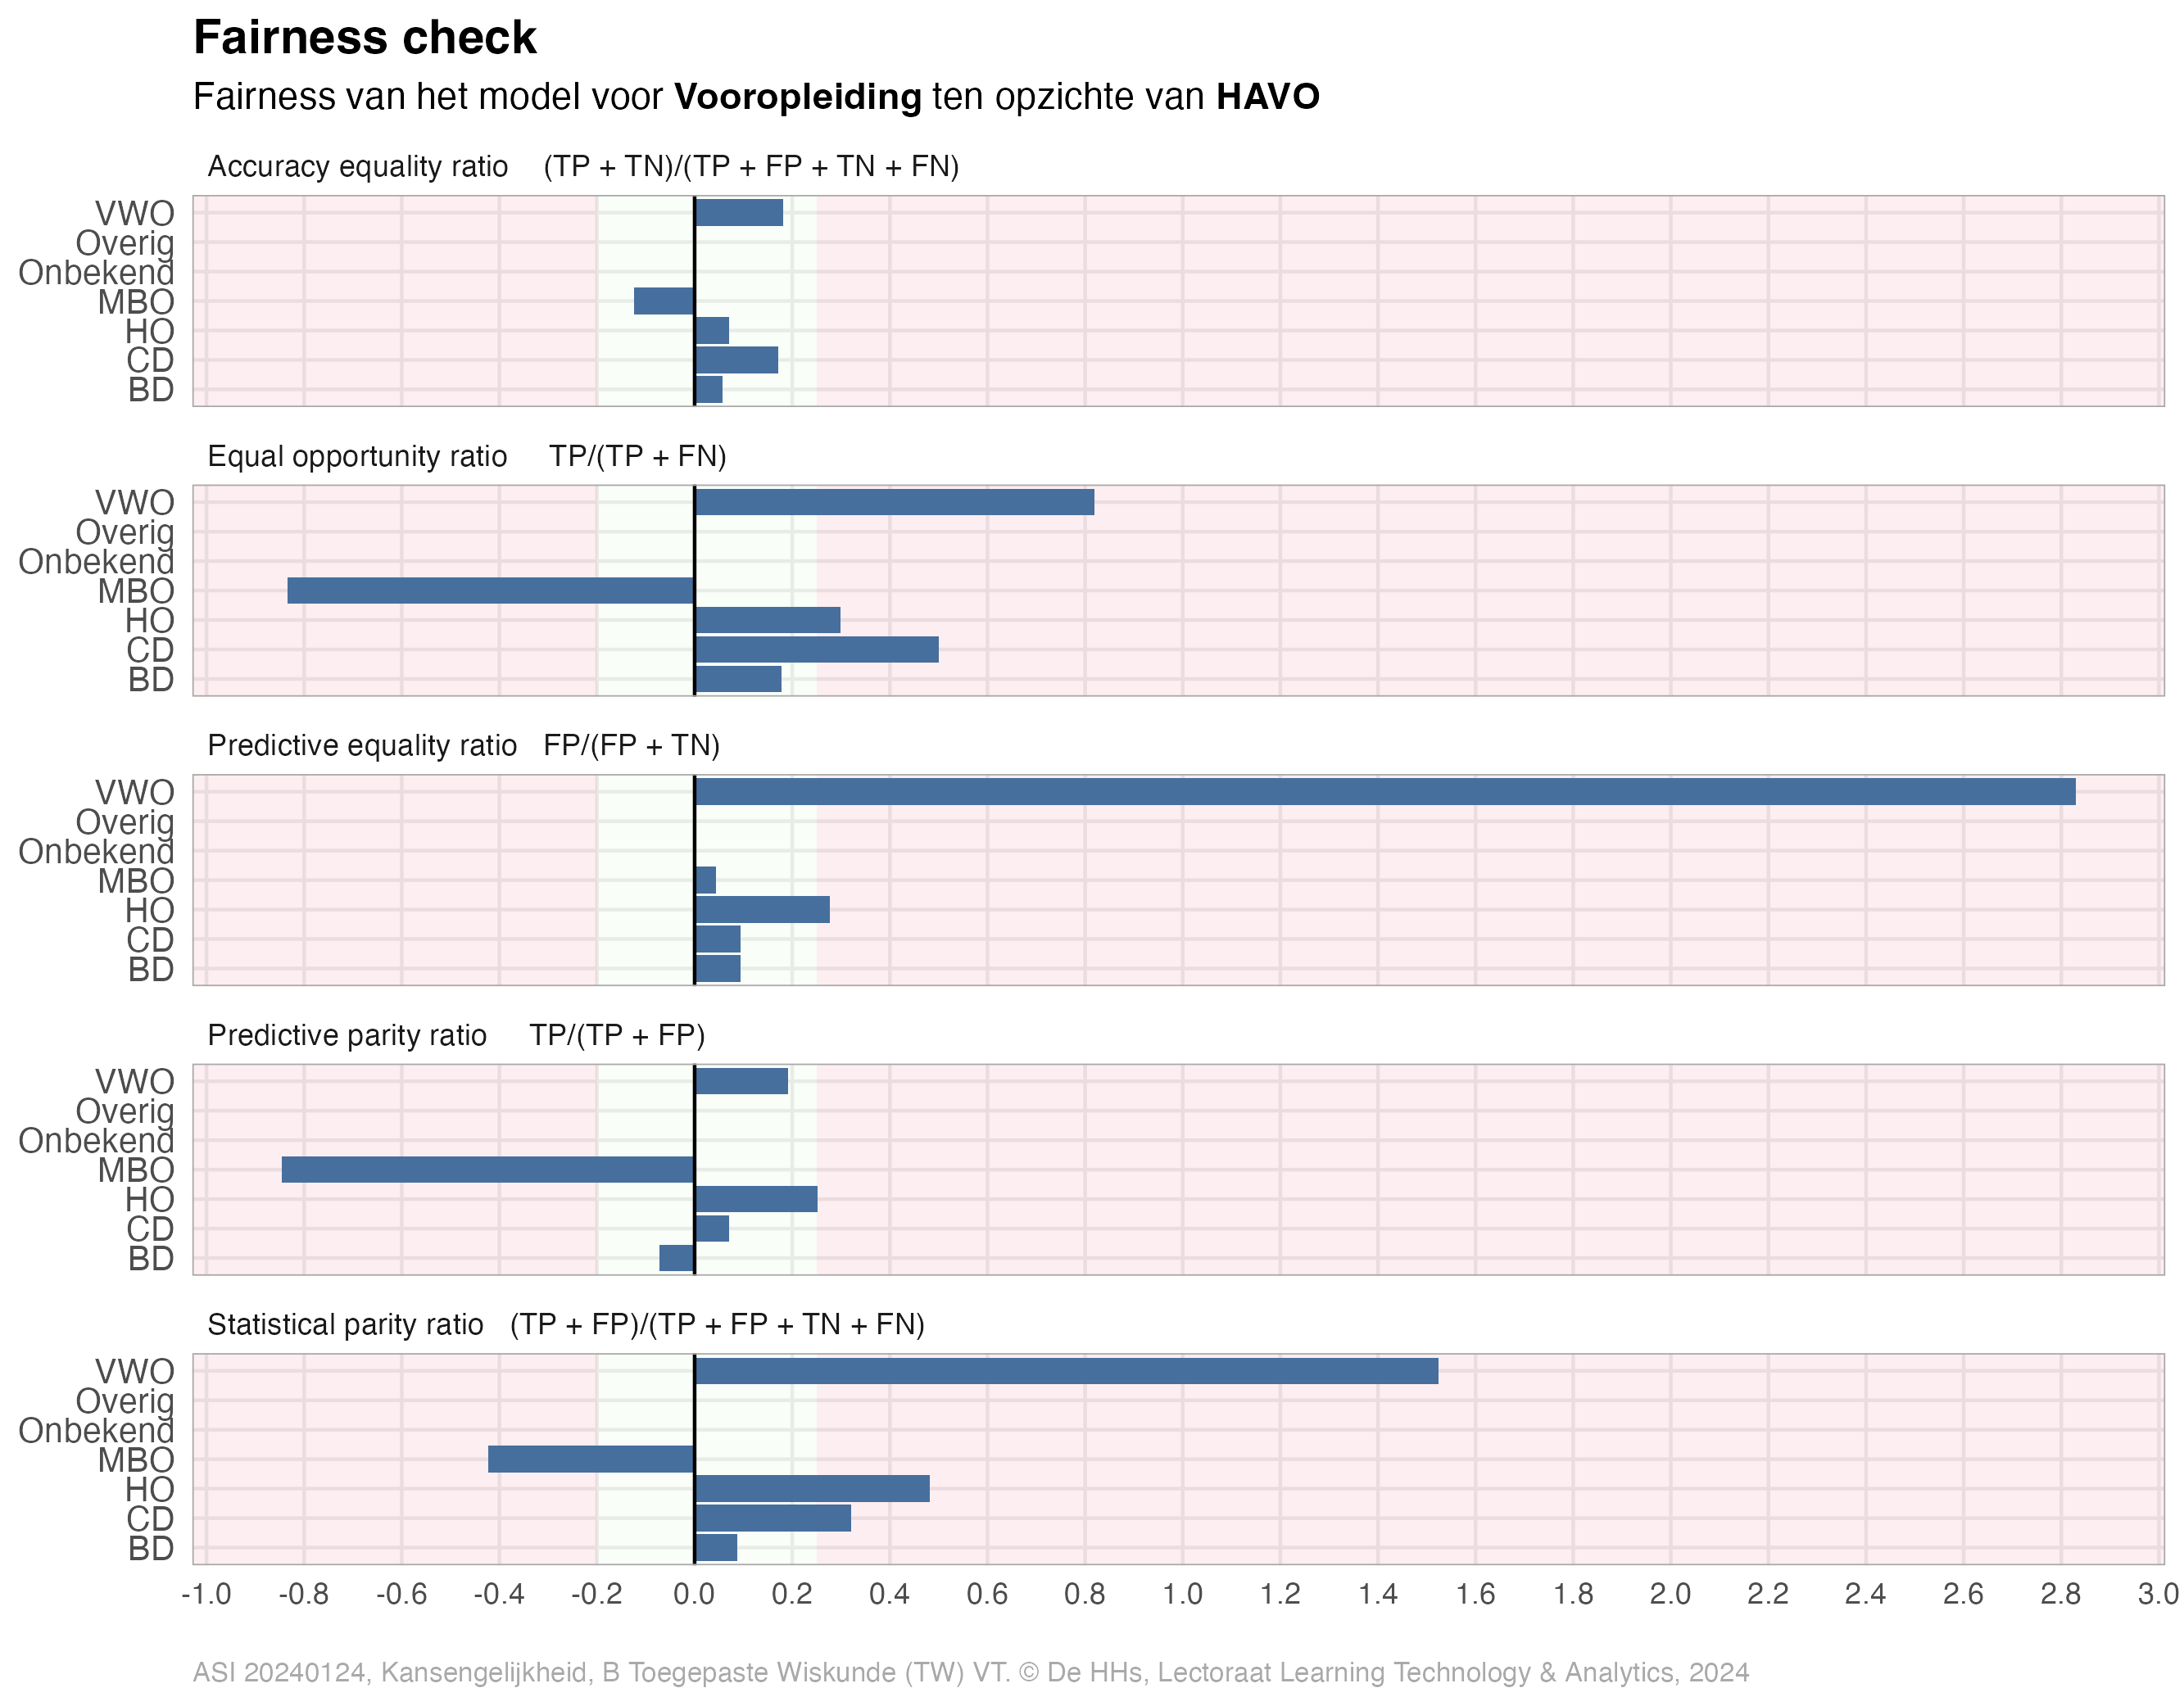 Fairness check
Fairness van het model voor Vooropleiding ten opzichte van HAVO
Accuracy equality ratio (TP + TN)/(TP + FP + TN + FN)
VWO
Overig
Onbekend
MBO
HO
CD
BD
Equal opportunity ratio TP/(TP + FN)
VWO
Overig
Onbekend
MBO
HO
CD
BD
Predictive equality ratio FP/(FP + TN)
VWO
Overig
Onbekend
MBO
HO
CD
BD
Predictive parity ratio TP/(TP + FP)
VWO
Overig
Onbekend
MBO
HO
CD
BD
Statistical parity ratio (TP + FP)/(TP + FP + TN + FN)
VWO
Overig
Onbekend
MBO
HO
CD
BD
-1.0 -0.8 -0.6 -0.4 -0.2 0.0 0.2 0.4 0.6 0.8 1.0 1.2 1.4 1.6 1.8 2.0 2.2 2.4 2.6 2.8 3.0
ASI 20240124, Kansengelijkheid, B Toegepaste Wiskunde (TW) VT. © De HHs, Lectoraat Learning Technology & Analytics, 2024